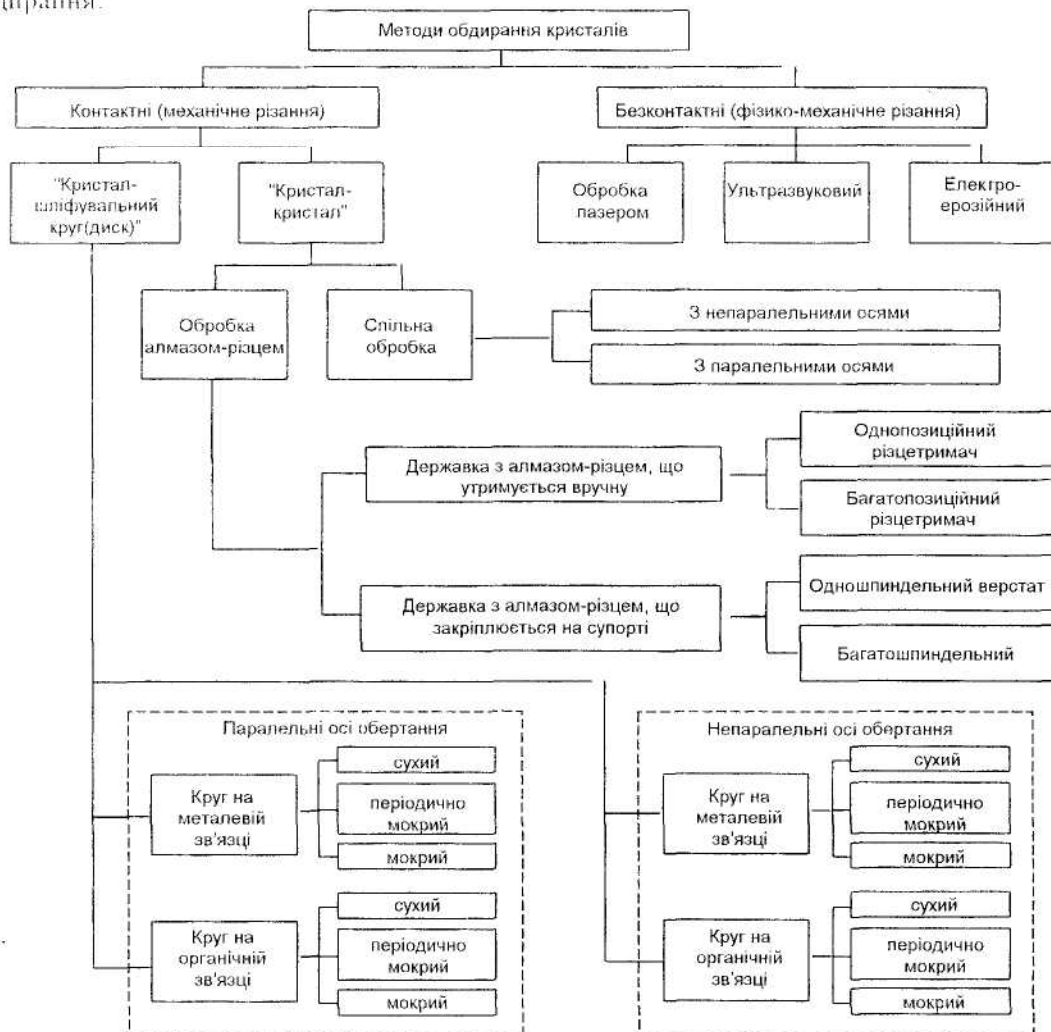 Методи обдирання кристалів
Контактні (механічне різання)
Безконтактні (фізико-механічне різання)
"Кристал-
шліфувальний
круг(диск)"
"Кристал-
кристал"
Обробка
лазером
Ультразвуковий
Електро-
ерозійний
Обробка
алмазом-різцем
Спільна
обробка
З непаралельними осями
З паралельними осями
Державка з алмазом-різцем, що
утримується вручну
Однопозиційний
різцетримач
Багатопозиційний
різцетримач
Державка з алмазом-різцем, що
закріплюється на супорті
Одношпиндельний верстат
Багатошпиндельний
Паралельні осі обертання
Круг на
металевій
зв'язці
сухий
періодично
мокрий
мокрий
Круг на
органічній
зв'язці
сухий
періодично
мокрий
мокрий
Непаралельні осі обертання
Круг на
металевій
зв'язці
сухий
періодично
мокрий
мокрий
Круг на
органічній
зв'язці
сухий
періодично
мокрий
мокрий